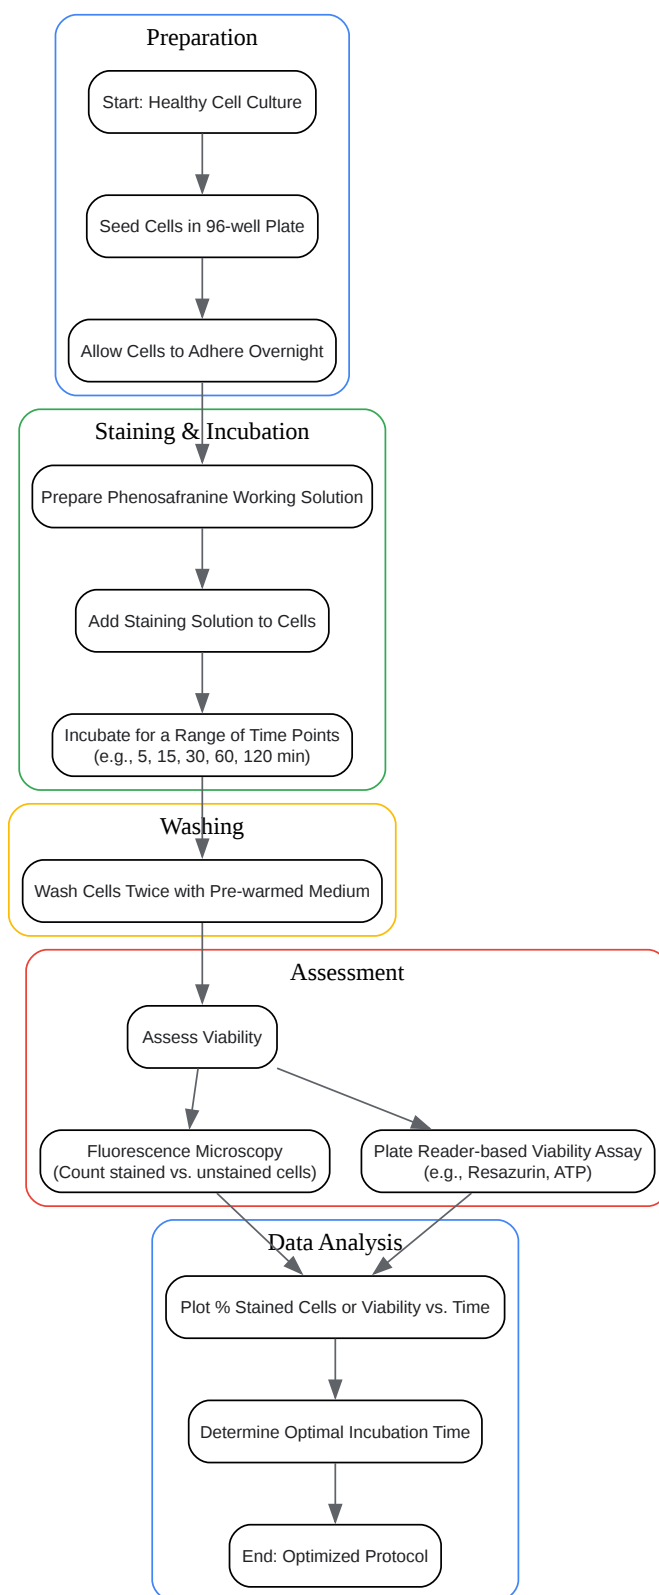 Preparation
Start: Healthy Cell Culture
Seed Cells in 96-well Plate
Allow Cells to Adhere Overnight
Staining & Incubation
Prepare Phenosafranine Working Solution
Add Staining Solution to Cells
Incubate for a Range of Time Points
(e.g., 5, 15, 30, 60, 120 min)
Washing
Wash Cells Twice with Pre-warmed Medium
Assessment
Assess Viability
Fluorescence Microscopy
(Count stained vs. unstained cells)
Plate Reader-based Viability Assay
(e.g., Resazurin, ATP)
Data Analysis
Plot % Stained Cells or Viability vs. Time
Determine Optimal Incubation Time
End: Optimized Protocol